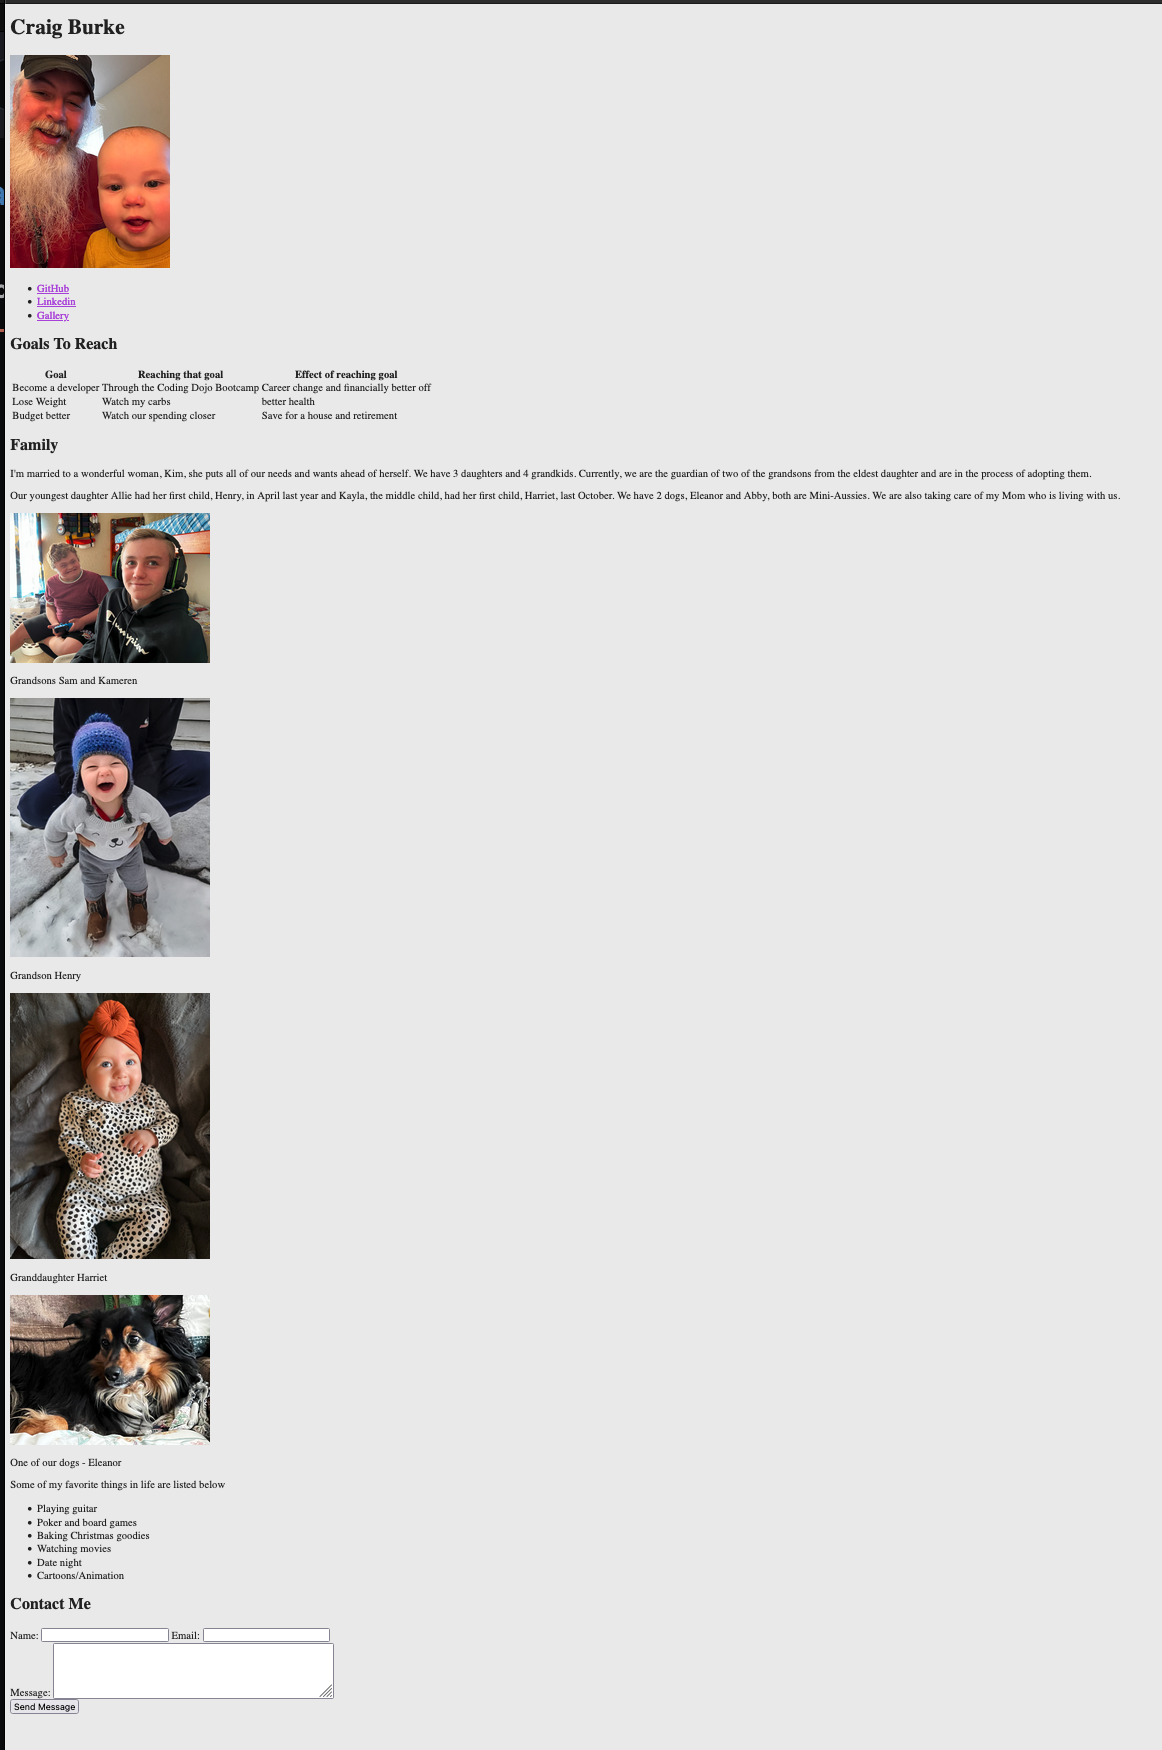 Craig Burke
GitHub
Linkedin
Gallery
Goals To Reach
Goal Reaching that goal Effect of reaching goal
Become a developer Through the Coding Dojo Bootcamp Career change and financially better off
Lose Weight Watch my carbs better health
Budget better Watch our spending closer Save for a house and retirement
Family
I'm married to a wonderful woman, Kim, she puts all of our needs and wants ahead of herself. We have 3 daughters and 4 grandkids. Currently, we are the guardian of two of the grandsons from the eldest daughter and are in the process of adopting them.
Our youngest daughter Allie had her first child, Henry, in April last year and Kayla, the middle child, had her first child, Harriet, last October. We have 2 dogs, Eleanor and Abby, both are Mini-Aussies. We are also taking care of my Mom who is living with us.
Champion
Grandsons Sam and Kameren
Grandson Henry
Granddaughter Harriet
One of our dogs - Eleanor
Some of my favorite things in life are listed below
Playing guitar
Poker and board games
Baking Christmas goodies
Watching movies
Date night
Cartoons/Animation
Contact Me
Name: Email:
Message:
Send Message